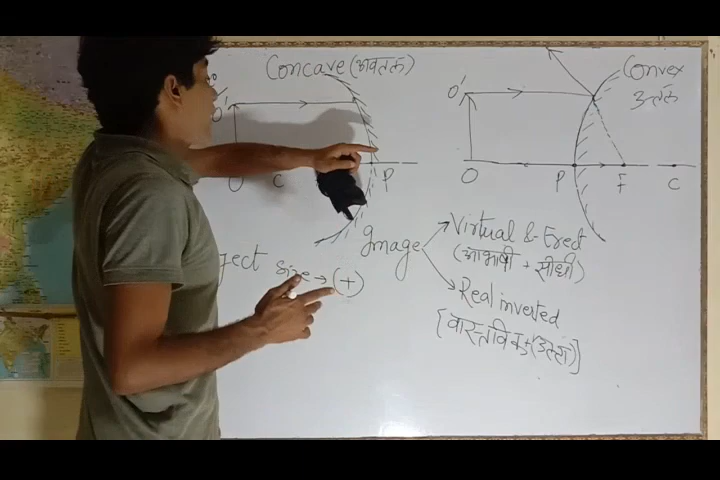 Concave (अवतल)
O'
O
C
P
Convex
उत्तल
O'
O
P
F
C
ject size → (+)
Image
Virtual & Erect
(आभाषी + सीधी)
Real inverted
[वास्तविक + (उल्टा)]